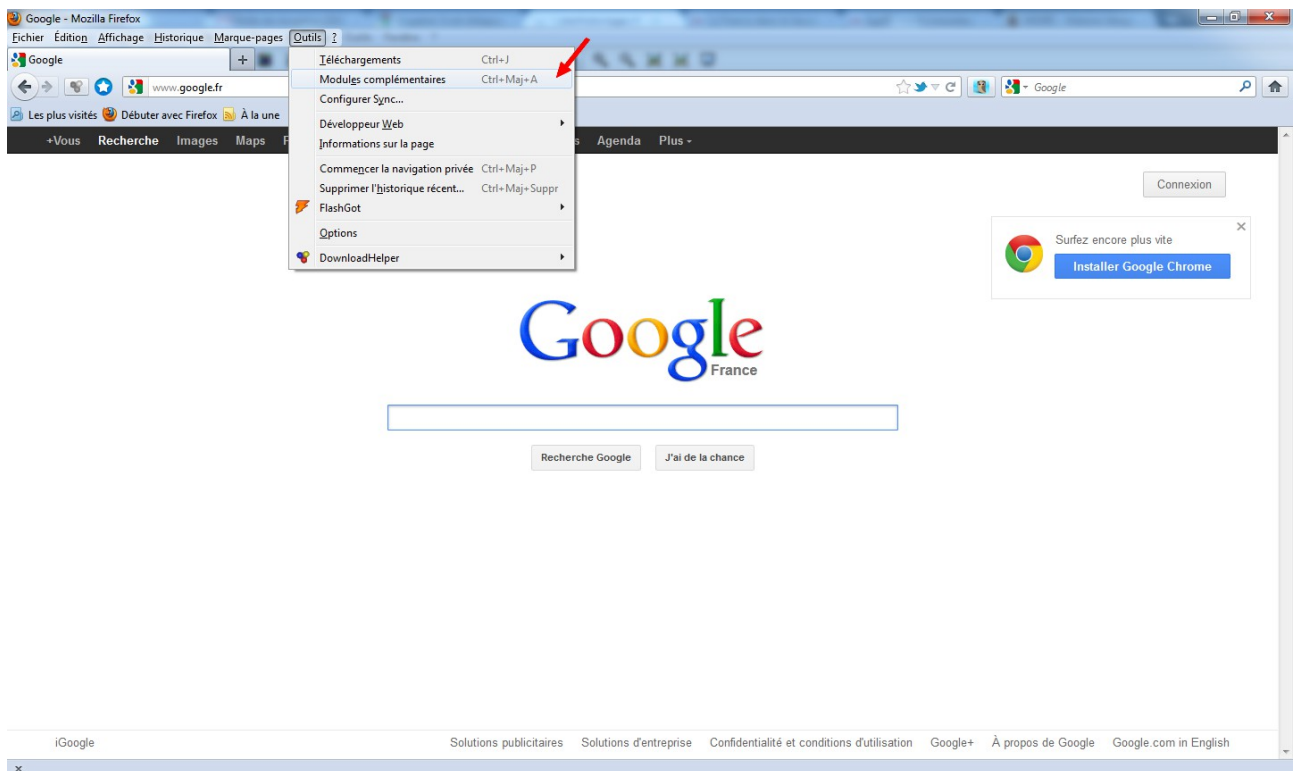 Google - Mozilla Firefox
Fichier Édition Affichage Historique Marque-pages Outils ?
Google +
www.google.fr Google
Les plus visités Débuter avec Firefox À la une
Téléchargements Ctrl+J
Modules complémentaires Ctrl+Maj+A
Configurer Sync...
Développeur Web
Informations sur la page
Commencer la navigation privée Ctrl+Maj+P
Supprimer l'historique récent... Ctrl+Maj+Suppr
FlashGot
Options
DownloadHelper
+Vous Recherche Images Maps Agenda Plus
Connexion
Surfez encore plus vite
Installer Google Chrome
Google
France
Recherche Google J'ai de la chance
iGoogle Solutions publicitaires Solutions d'entreprise Confidentialité et conditions d'utilisation Google+ À propos de Google Google.com in English